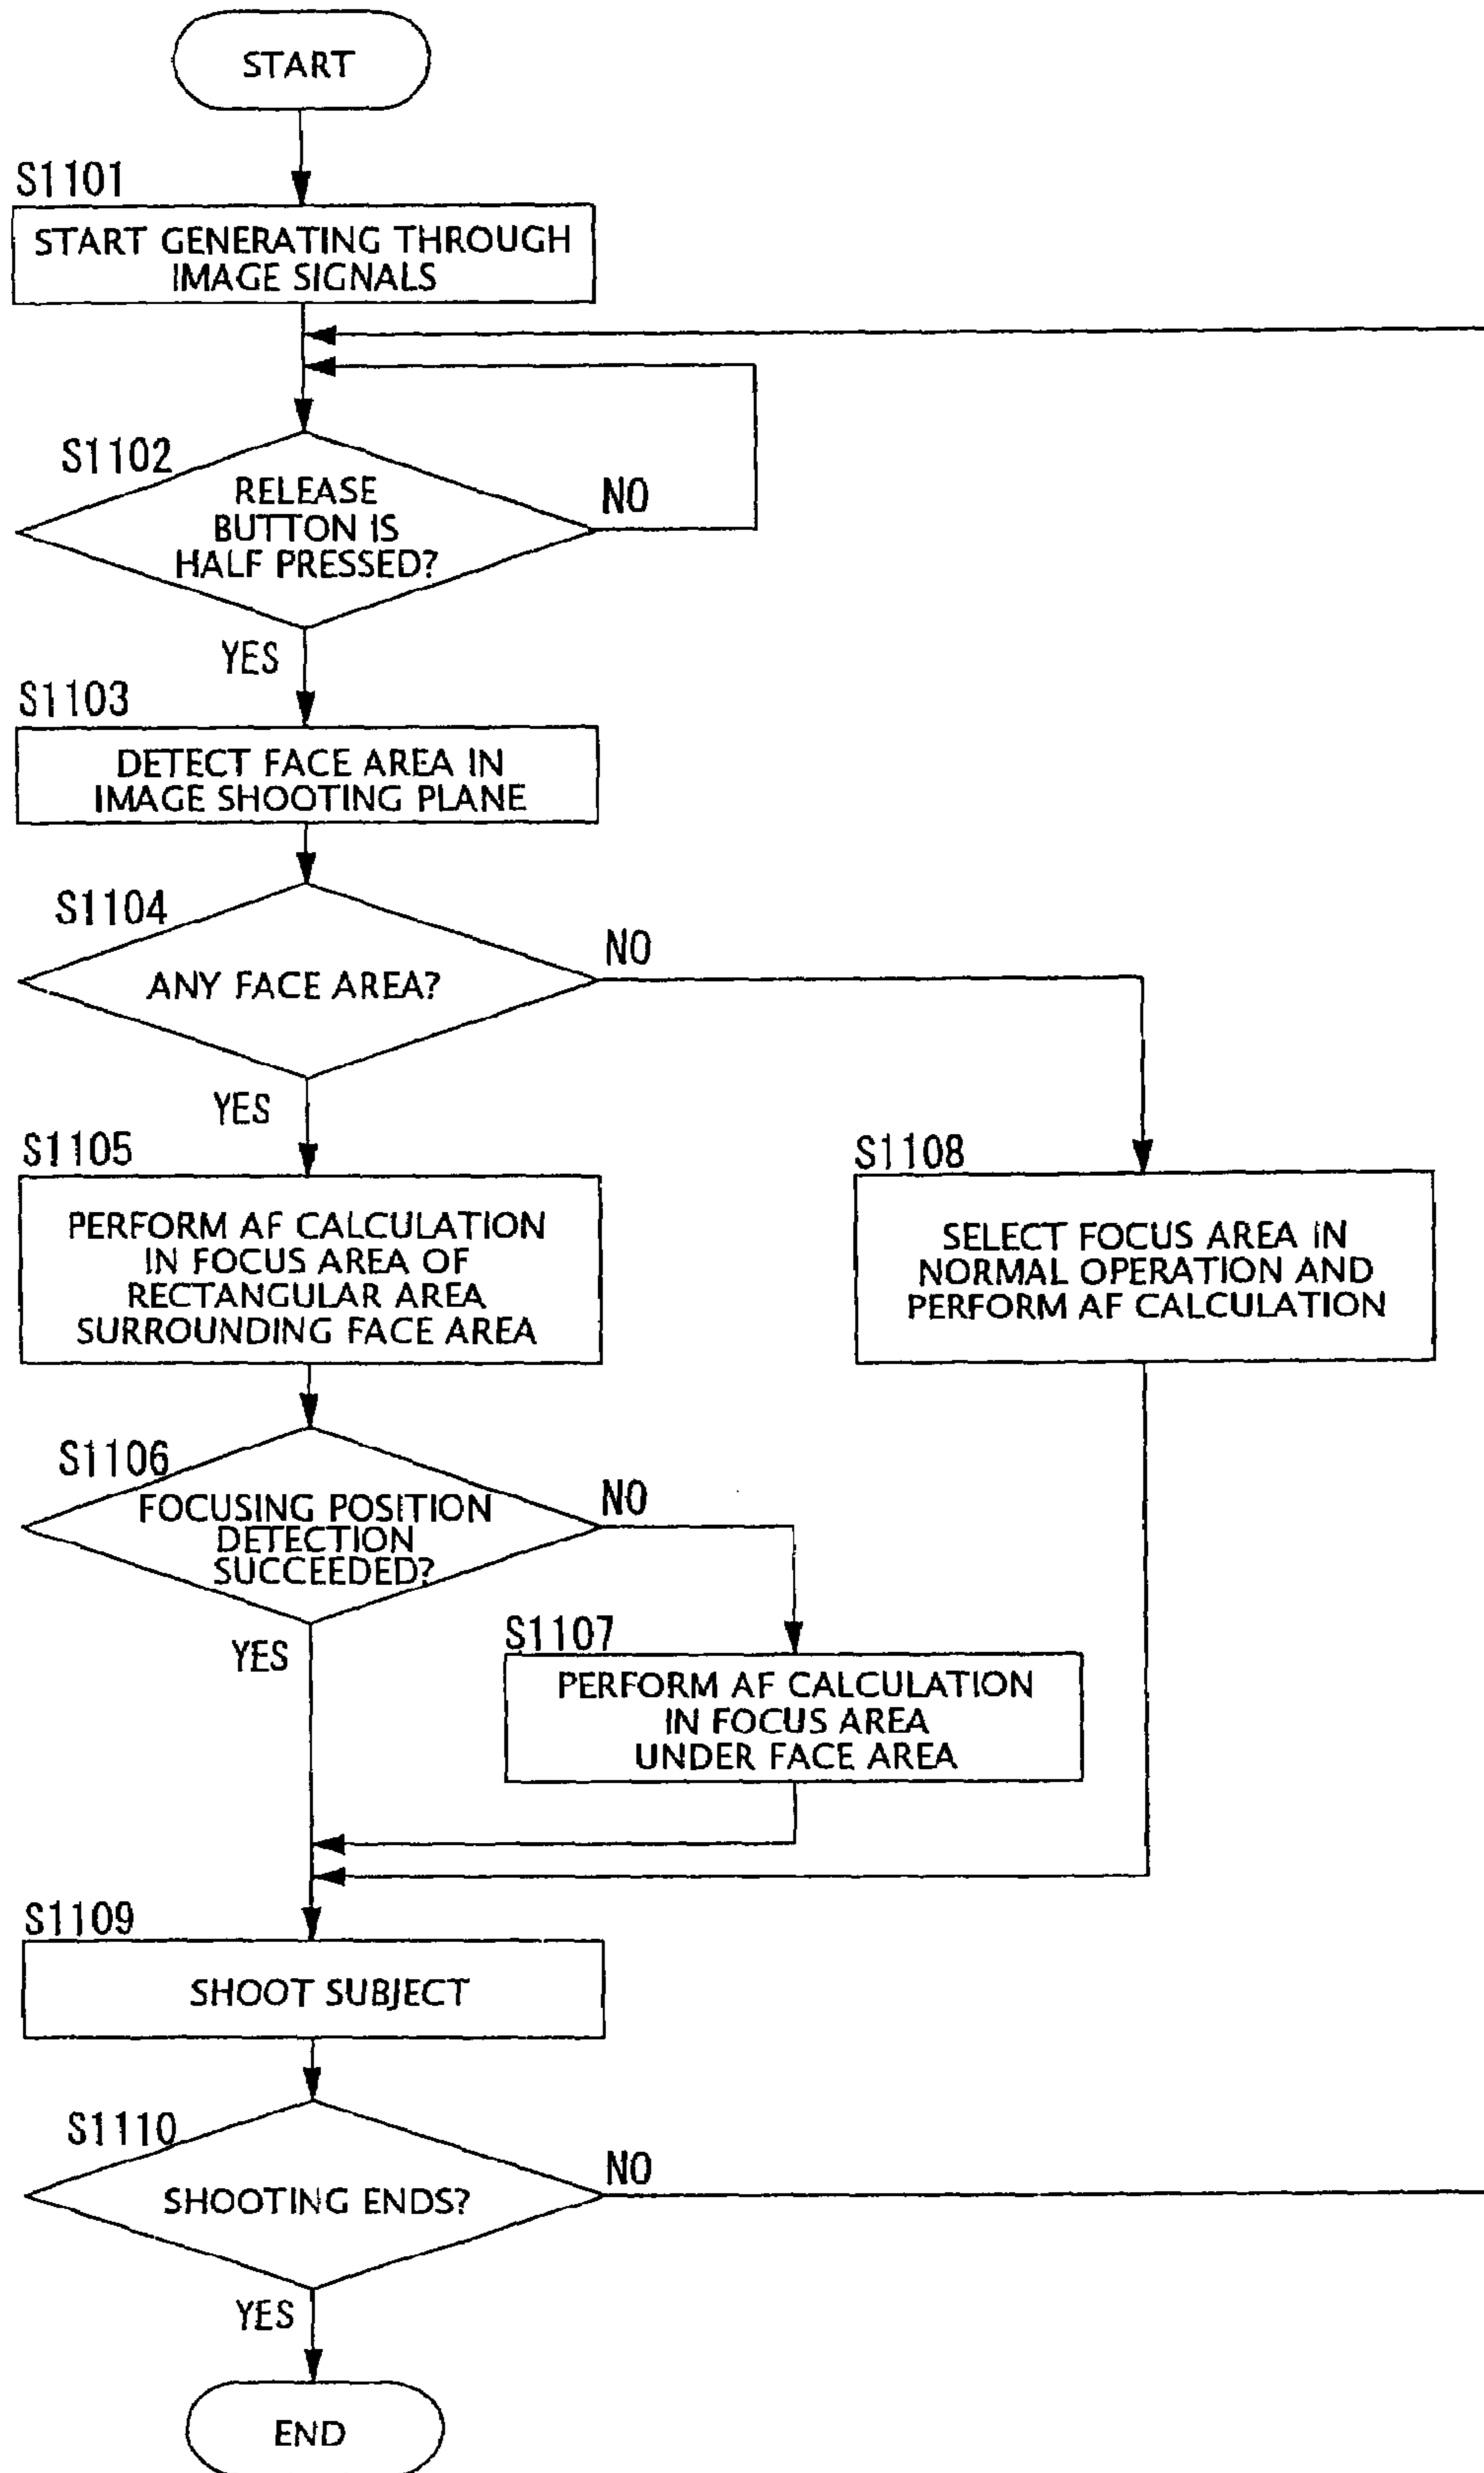 START
S1101
START GENERATING THROUGH
IMAGE SIGNALS
S1102
RELEASE
BUTTON IS
HALF PRESSED?
NO
YES
S1103
DETECT FACE AREA IN
IMAGE SHOOTING PLANE
S1104
ANY FACE AREA?
NO
YES
S1105
PERFORM AF CALCULATION
IN FOCUS AREA OF
RECTANGULAR AREA
SURROUNDING FACE AREA
S1108
SELECT FOCUS AREA IN
NORMAL OPERATION AND
PERFORM AF CALCULATION
S1106
FOCUSING POSITION
DETECTION
SUCCEEDED?
NO
YES
S1107
PERFORM AF CALCULATION
IN FOCUS AREA
UNDER FACE AREA
S1109
SHOOT SUBJECT
S1110
SHOOTING ENDS?
NO
YES
END